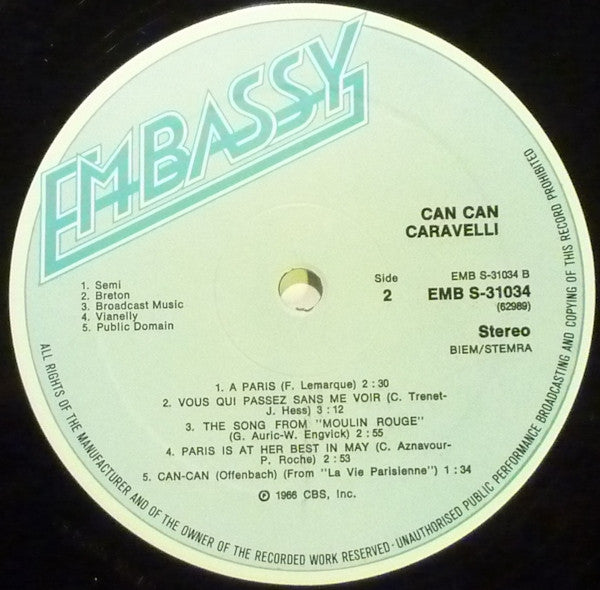 EMBASSY
CAN CAN
CARAVELLI
1. Semi
2. Breton
3. Broadcast Music
4. Vianelly
5. Public Domain
Side
2
EMB S-31034 B
EMB S-31034
(62989)
Stereo
BIEM/STEMRA
1. A PARIS (F. Lemarque) 2 : 30
2. VOUS QUI PASSEZ SANS ME VOIR (C. Trenet-
J. Hess) 3 : 12
3. THE SONG FROM "MOULIN ROUGE"
(G. Auric-W. Engvick) 2 : 55
4. PARIS IS AT HER BEST IN MAY (C. Aznavour-
P. Roche) 2 : 53
5. CAN-CAN (Offenbach) (From "La Vie Parisienne") 1 : 34
℗ 1966 CBS, Inc.
ALL RIGHTS OF THE MANUFACTURER AND OF THE OWNER OF THE RECORDED WORK RESERVED · UNAUTHORISED PUBLIC PERFORMANCE BROADCASTING AND COPYING OF THIS RECORD PROHIBITED